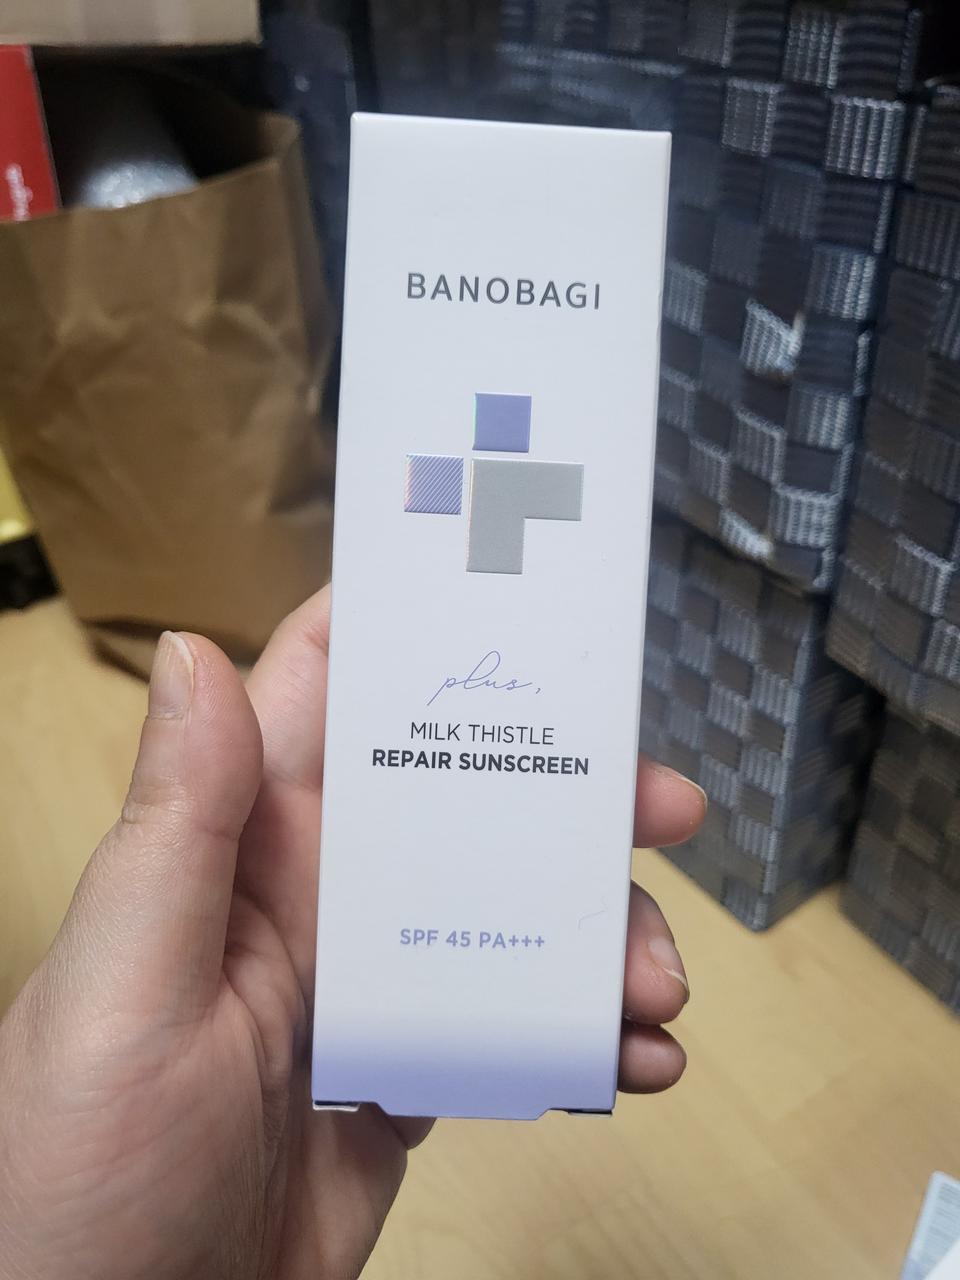 BANOBAGI
plus,
MILK THISTLE
REPAIR SUNSCREEN
SPF 45 PA+++